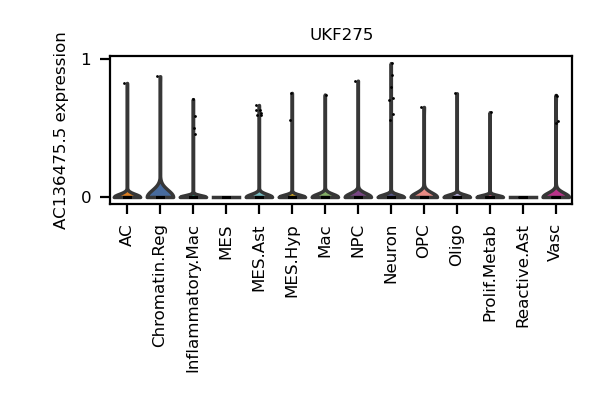 UKF275
AC136475.5 expression
1
0
AC
Chromatin.Reg
Inflammatory.Mac
MES
MES.Ast
MES.Hyp
Mac
NPC
Neuron
OPC
Oligo
Prolif.Metab
Reactive.Ast
Vasc